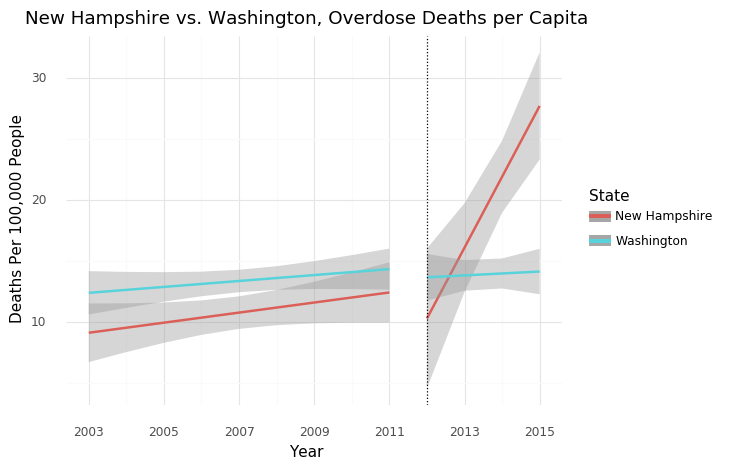 New Hampshire vs. Washington, Overdose Deaths per Capita
30
20
10
Deaths Per 100,000 People
2003 2005 2007 2009 2011 2013 2015
Year
State
New Hampshire
Washington